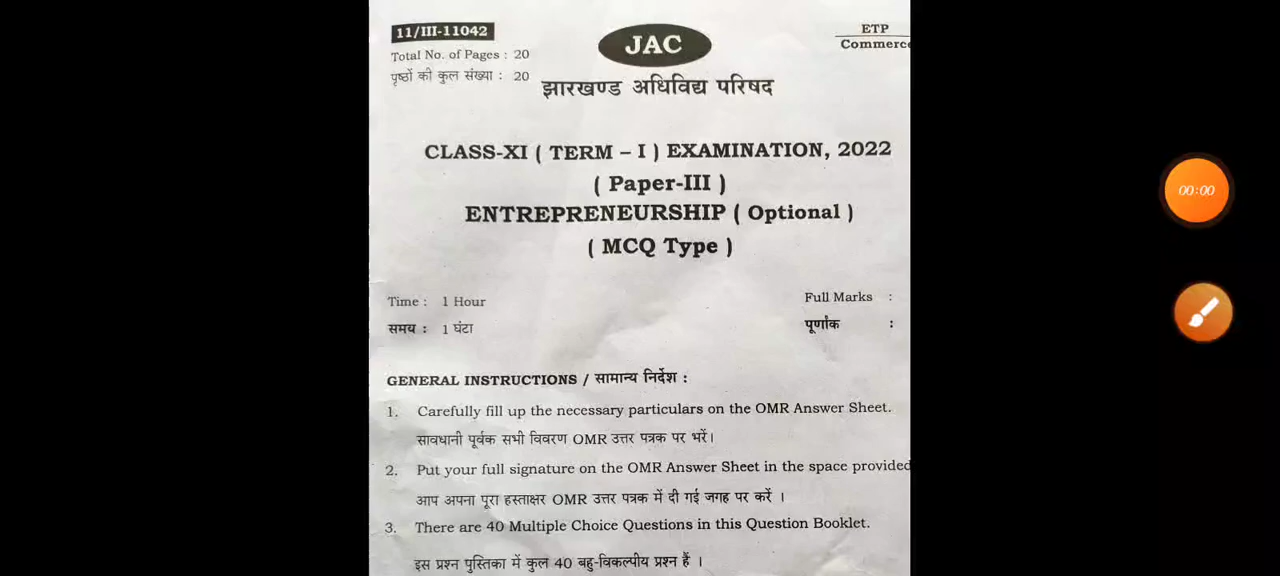 11/III-11042
JAC
ETP
Commerce
Total No. of Pages : 20
पृष्ठों की कुल संख्या : 20
झारखण्ड अधिविद्य परिषद
CLASS-XI ( TERM – I ) EXAMINATION, 2022
( Paper-III )
ENTREPRENEURSHIP ( Optional )
( MCQ Type )
Time : 1 Hour
Full Marks :
समय : 1 घंटा
पूर्णांक :
GENERAL INSTRUCTIONS / सामान्य निर्देश :
1. Carefully fill up the necessary particulars on the OMR Answer Sheet.
सावधानी पूर्वक सभी विवरण OMR उत्तर पत्रक पर भरें।
2. Put your full signature on the OMR Answer Sheet in the space provided
आप अपना पूरा हस्ताक्षर OMR उत्तर पत्रक में दी गई जगह पर करें ।
3. There are 40 Multiple Choice Questions in this Question Booklet.
इस प्रश्न पुस्तिका में कुल 40 बहु-विकल्पीय प्रश्न हैं ।
00:00